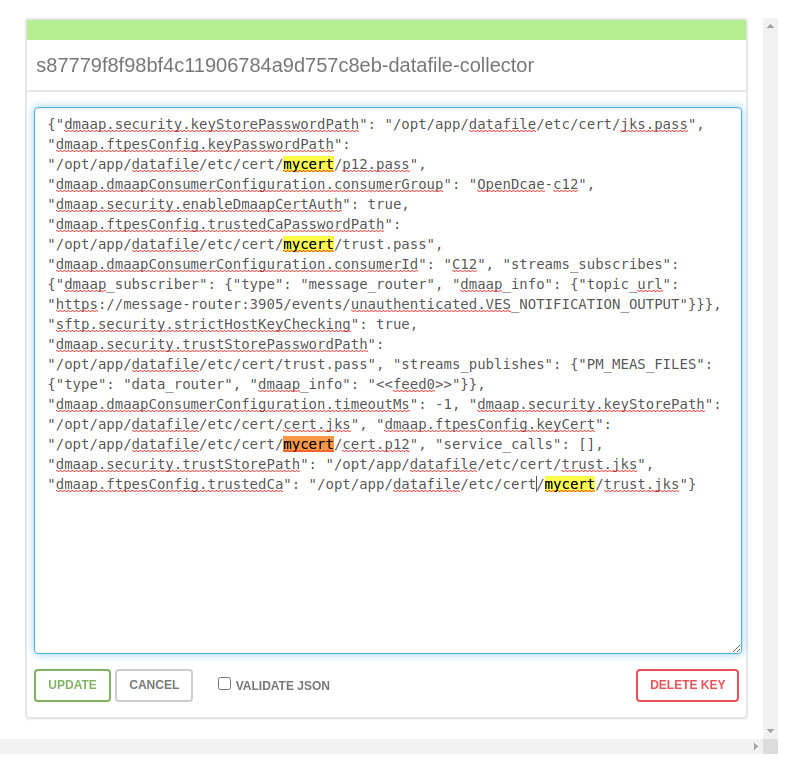 s87779f8f98bf4c11906784a9d757c8eb-datafile-collector
{"dmaap.security.keyStorePasswordPath": "/opt/app/datafile/etc/cert/jks.pass",
"dmaap.ftpesConfig.keyPasswordPath":
"/opt/app/datafile/etc/cert/mycert/p12.pass",
"dmaap.dmaapConsumerConfiguration.consumerGroup": "OpenDcae-c12",
"dmaap.security.enableDmaapCertAuth": true,
"dmaap.ftpesConfig.trustedCaPasswordPath":
"/opt/app/datafile/etc/cert/mycert/trust.pass",
"dmaap.dmaapConsumerConfiguration.consumerId": "C12", "streams_subscribes":
{"dmaap_subscriber": {"type": "message_router", "dmaap_info": {"topic_url":
"https://message-router:3905/events/unauthenticated.VES_NOTIFICATION_OUTPUT"}}},
"sftp.security.strictHostKeyChecking": true,
"dmaap.security.trustStorePasswordPath":
"/opt/app/datafile/etc/cert/trust.pass", "streams_publishes": {"PM_MEAS_FILES":
{"type": "data_router", "dmaap_info": "<<feed0>>"}},
"dmaap.dmaapConsumerConfiguration.timeoutMs": -1, "dmaap.security.keyStorePath":
"/opt/app/datafile/etc/cert/cert.jks", "dmaap.ftpesConfig.keyCert":
"/opt/app/datafile/etc/cert/mycert/cert.p12", "service_calls": [],
"dmaap.security.trustStorePath": "/opt/app/datafile/etc/cert/trust.jks",
"dmaap.ftpesConfig.trustedCa": "/opt/app/datafile/etc/cert/mycert/trust.jks"}
UPDATE CANCEL VALIDATE JSON DELETE KEY